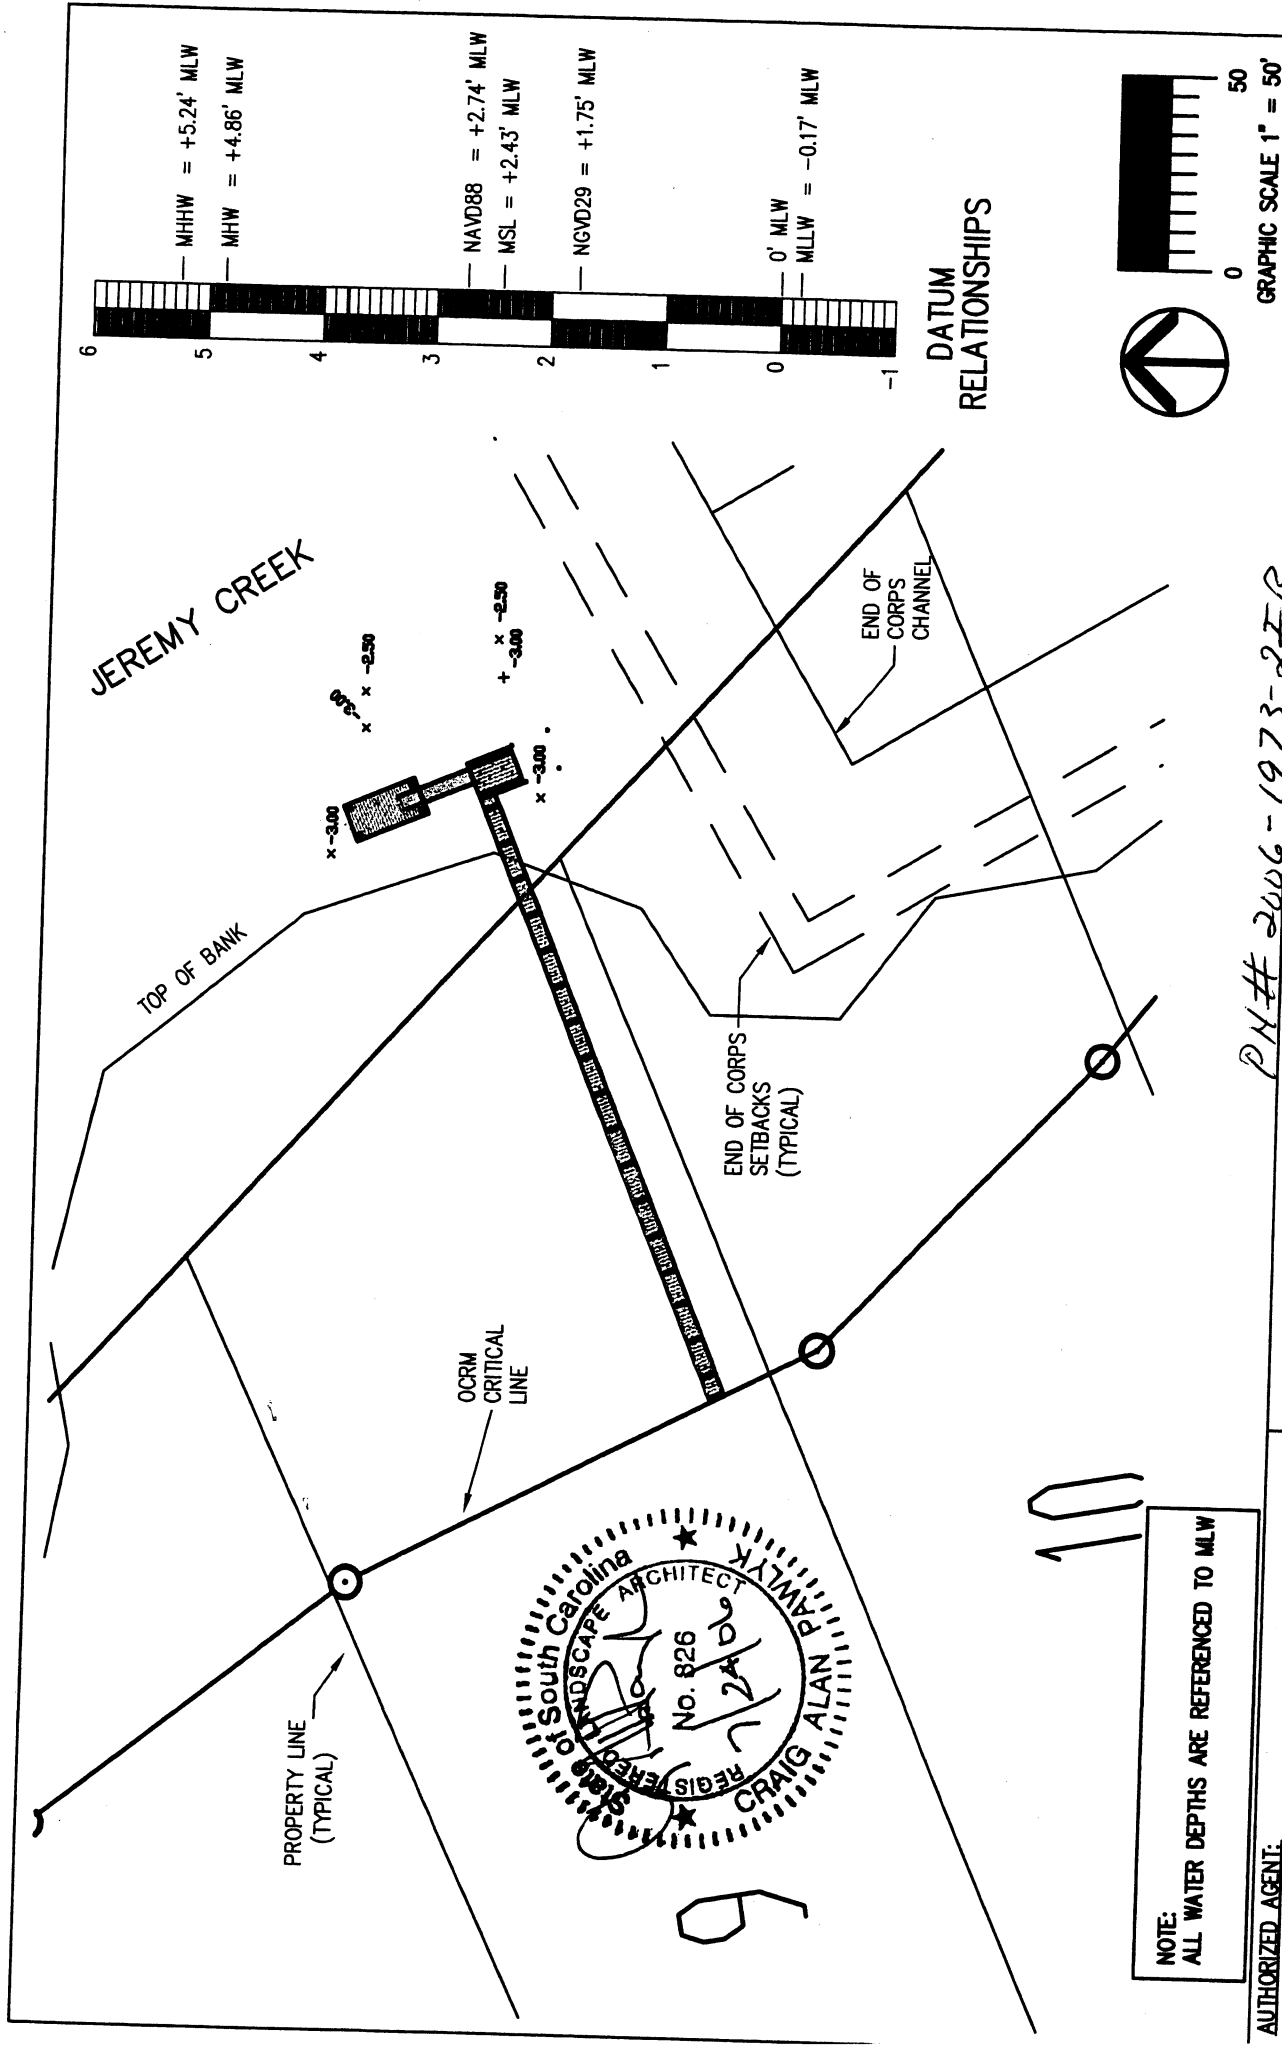 JEREMY CREEK
TOP OF BANK
MHHW = +5.24' MLW
MHW = +4.86' MLW
NAVD88 = +2.74' MLW
MSL = +2.43' MLW
NGVD29 = +1.75' MLW
0' MLW
MLLW = -0.17' MLW
6
5
4
3
2
1
0
-1
DATUM
RELATIONSHIPS
× -3.00
× -3.00
× -2.50
× -2.50
+ -3.00
× -3.00
PROPERTY LINE
(TYPICAL)
OCRM
CRITICAL
LINE
END OF CORPS
SETBACKS
(TYPICAL)
END OF
CORPS
CHANNEL
State of South Carolina
REGISTERED LANDSCAPE ARCHITECT
No. 826
CRAIG ALAN PAWLYK
9
10
0 50
GRAPHIC SCALE 1" = 50'
NOTE:
ALL WATER DEPTHS ARE REFERENCED TO MLW
AUTHORIZED AGENT: